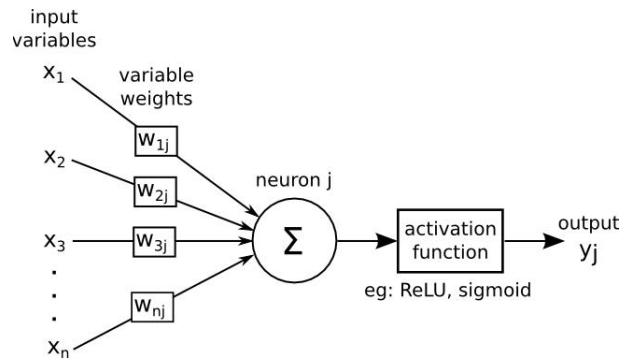 input
variables
x1
variable
weights
w1j
x2
w2j
neuron j
Σ
x3
w3j
activation
function
output
yj
eg: ReLU, sigmoid
.
.
.
wnj
xn